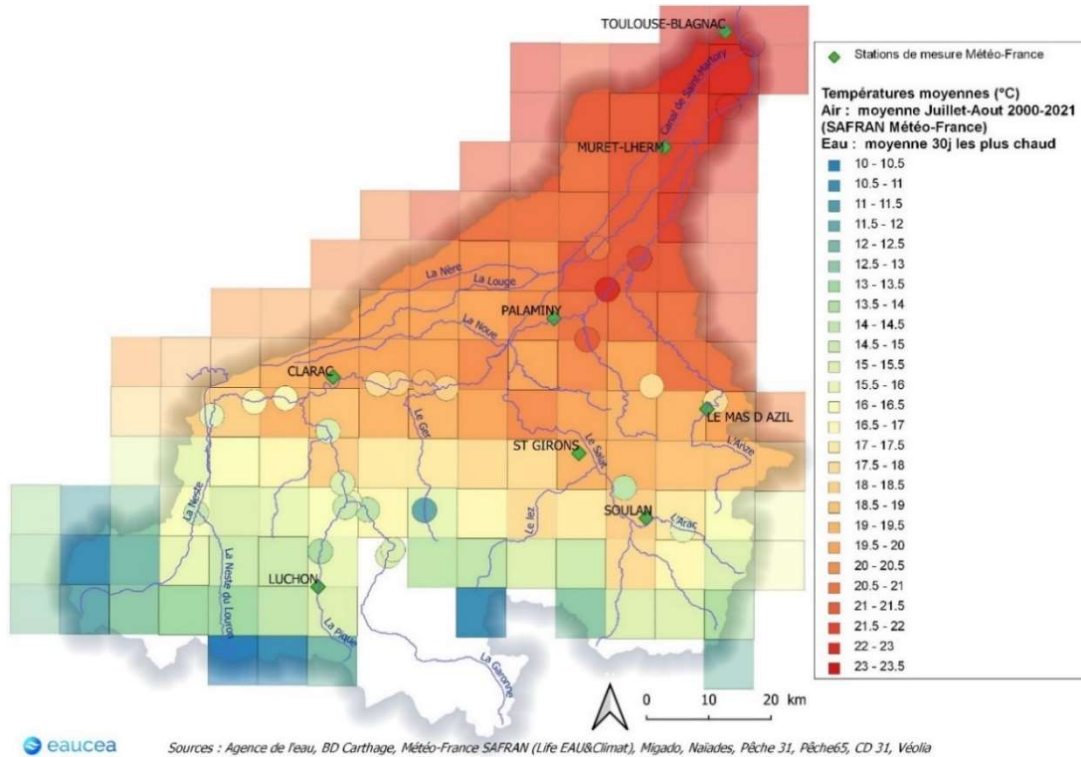 TOULOUSE-BLAGNAC
Canal de Saint-Martory
MURET-LHERM
La Nère
La Louge
PALAMINY
La Noue
CLARAC
LE MAS D AZIL
Le Ger
ST GIRONS
Le Salat
L'Arize
La Neste
SOULAN
L'Arac
Le lez
LUCHON
La Neste du Louron
La Pique
La Garonne
0 10 20 km
Stations de mesure Météo-France
Températures moyennes (°C)
Air : moyenne Juillet-Aout 2000-2021
(SAFRAN Météo-France)
Eau : moyenne 30j les plus chaud
10 - 10.5
10.5 - 11
11 - 11.5
11.5 - 12
12 - 12.5
12.5 - 13
13 - 13.5
13.5 - 14
14 - 14.5
14.5 - 15
15 - 15.5
15.5 - 16
16 - 16.5
16.5 - 17
17 - 17.5
17.5 - 18
18 - 18.5
18.5 - 19
19 - 19.5
19.5 - 20
20 - 20.5
20.5 - 21
21 - 21.5
21.5 - 22
22 - 23
23 - 23.5
eaucea
Sources : Agence de l'eau, BD Carthage, Météo-France SAFRAN (Life EAU&Climat), Migado, Naïades, Pêche 31, Pêche65, CD 31, Véolia